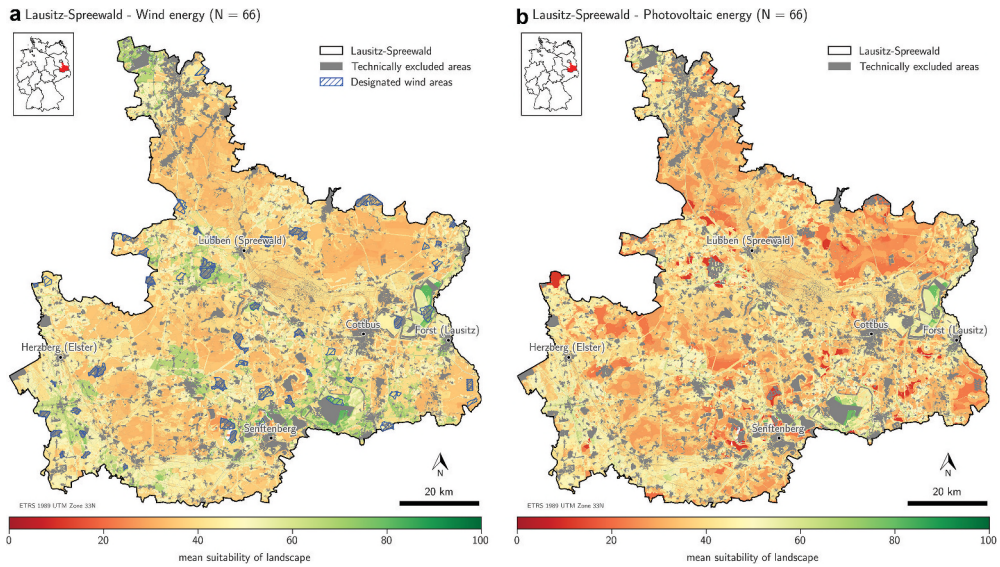 a Lausitz-Spreewald - Wind energy (N = 66)
Lausitz-Spreewald
Technically excluded areas
Designated wind areas
Lübben (Spreewald)
Cottbus
Forst (Lausitz)
Herzberg (Elster)
Senftenberg
N
ETRS 1989 UTM Zone 33N
20 km
0 20 40 60 80 100
mean suitability of landscape
b Lausitz-Spreewald - Photovoltaic energy (N = 66)
Lausitz-Spreewald
Technically excluded areas
Lübben (Spreewald)
Cottbus
Forst (Lausitz)
Herzberg (Elster)
Senftenberg
N
ETRS 1989 UTM Zone 33N
20 km
0 20 40 60 80 100
mean suitability of landscape